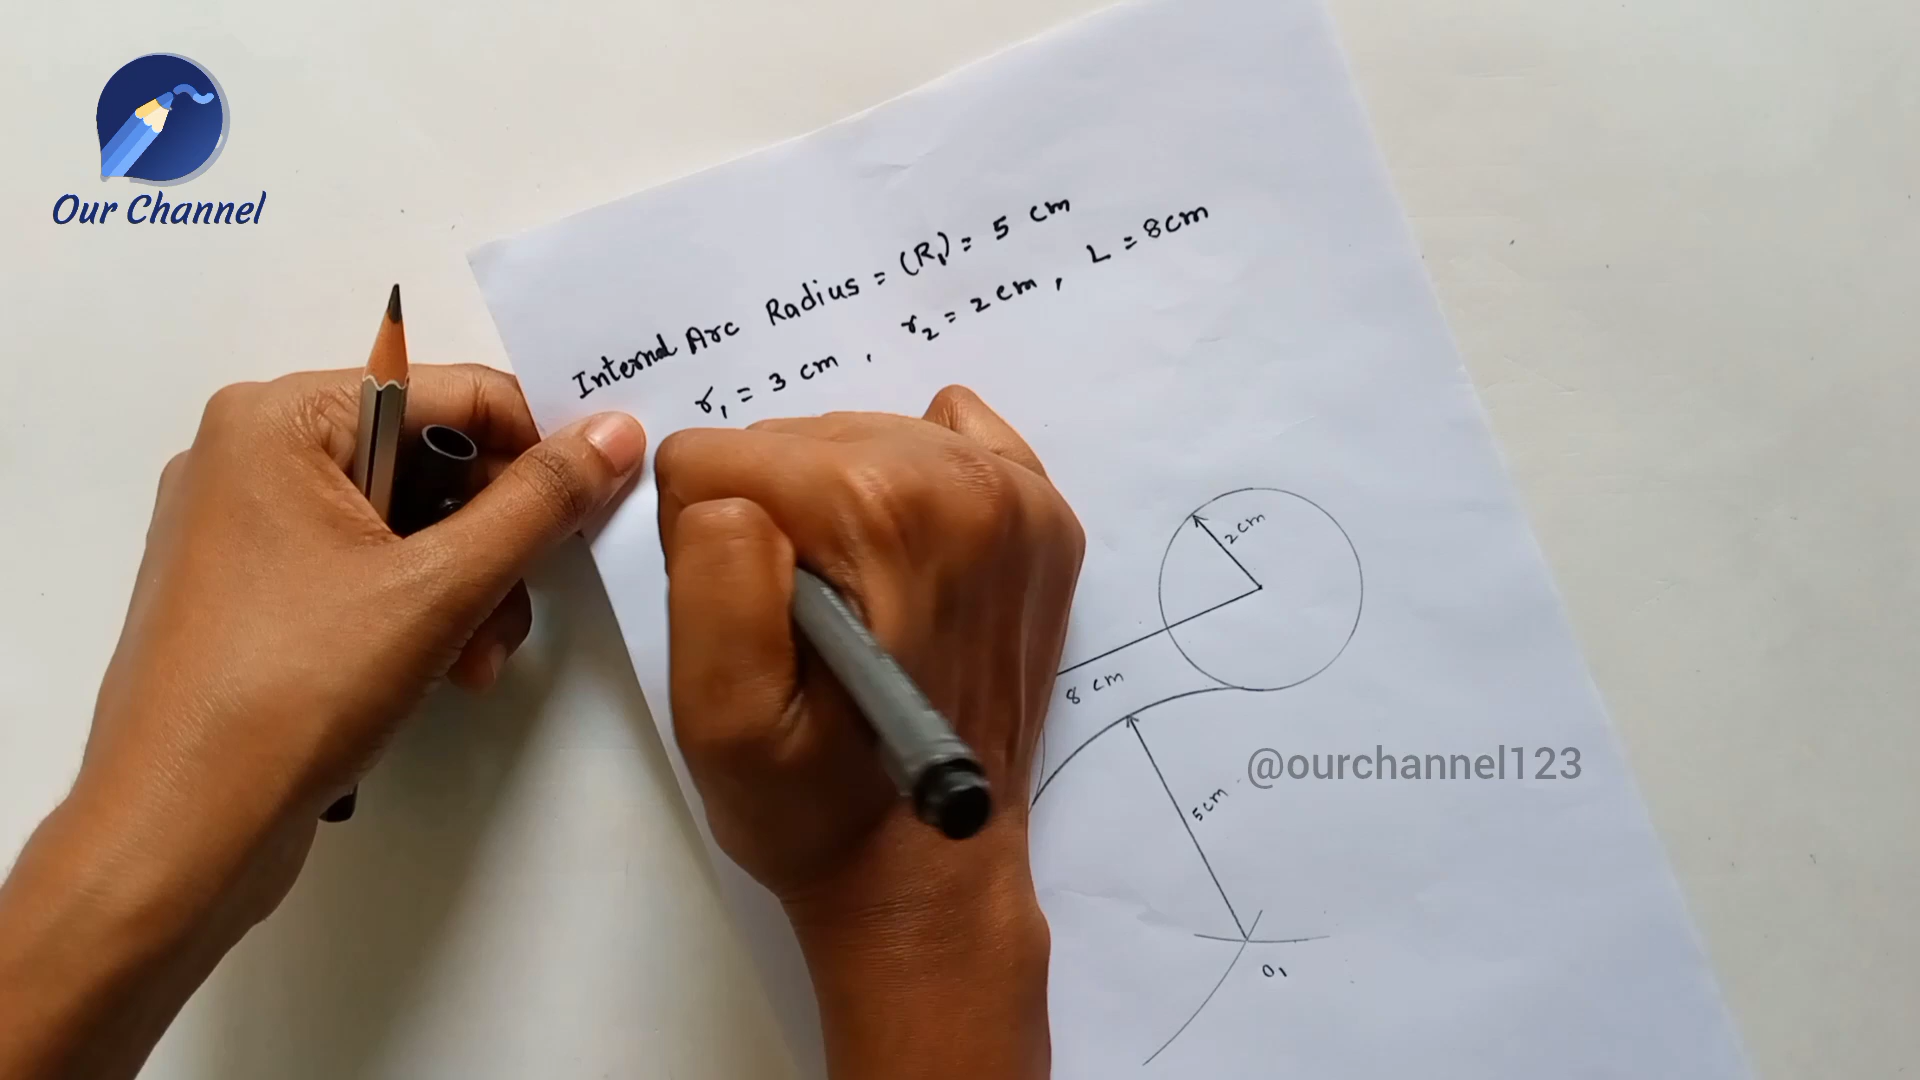 Our Channel
Internal Arc Radius = (R₁) = 5 cm
r₁ = 3 cm , r₂ = 2 cm , L = 8cm
2cm
8 cm
@ourchannel123
5cm
O₁